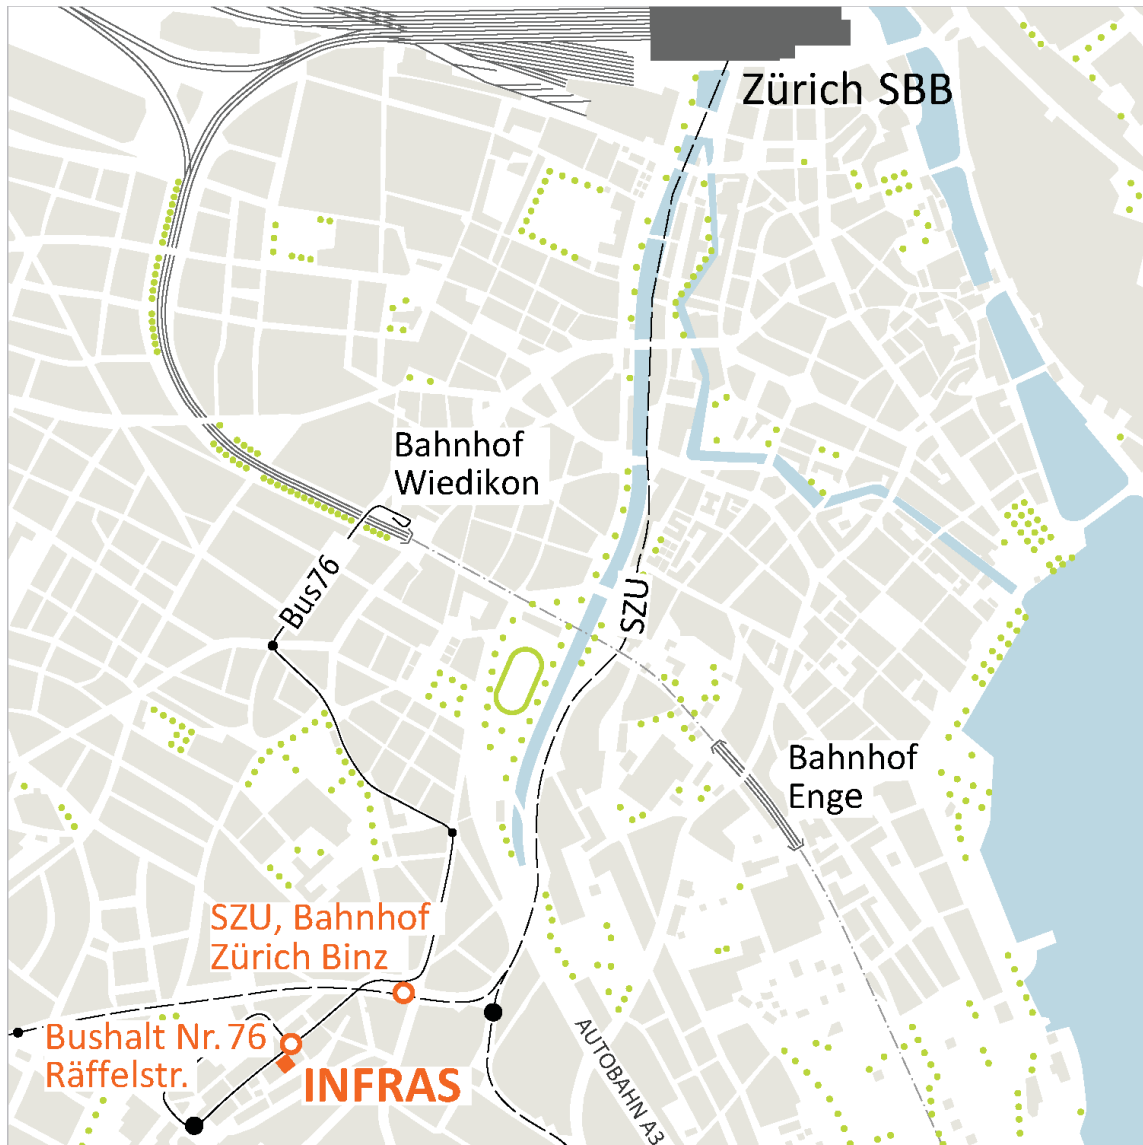 Zürich SBB
Bahnhof
Wiedikon
Bus76
SZU
Bahnhof
Enge
SZU, Bahnhof
Zürich Binz
Bushalt Nr. 76
Räffelstr.
INFRAS
AUTOBAHN A3